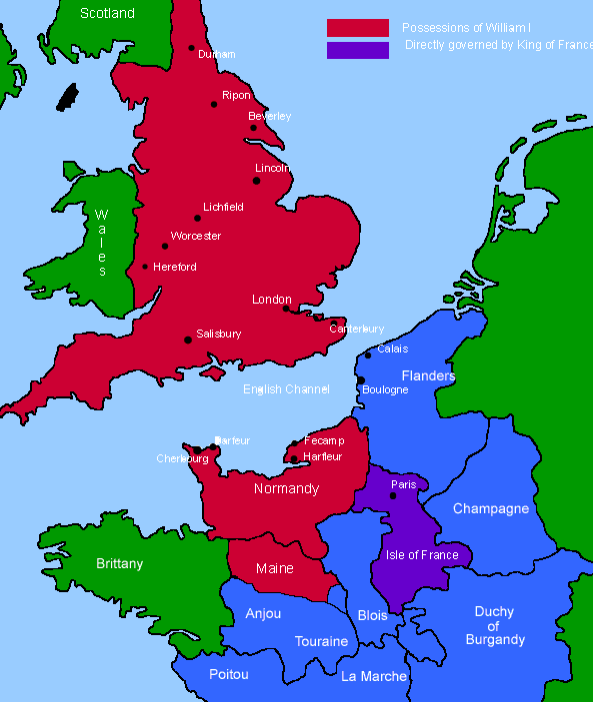 Scotland
Possessions of William I
Directly governed by King of France
Durham
Ripon
Beverley
Lincoln
Lichfield
Wales
Worcester
Hereford
London
Canterbury
Salisbury
Calais
Flanders
English Channel
Boulogne
Barfeur
Fecamp
Cherbourg
Harfleur
Normandy
Paris
Champagne
Isle of France
Brittany
Maine
Anjou
Blois
Duchy
of
Burgandy
Touraine
Poitou
La Marche